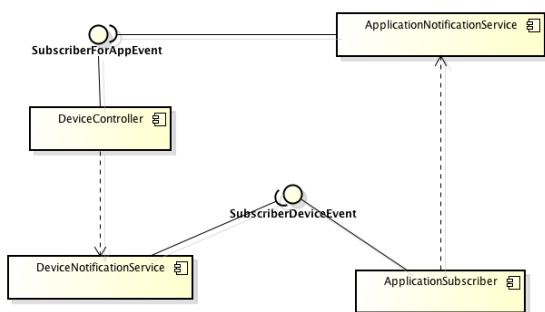 ApplicationNotificationService
SubscriberForAppEvent
DeviceController
SubscriberDeviceEvent
DeviceNotificationService
ApplicationSubscriber